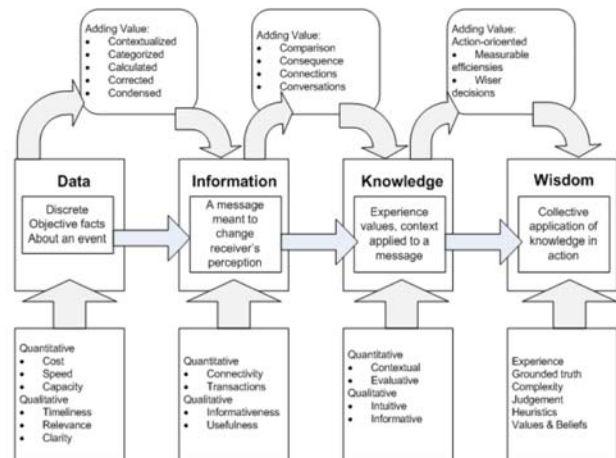 Adding Value:
• Contextualized
• Categorized
• Calculated
• Corrected
• Condensed
Adding Value:
• Comparison
• Consequence
• Connections
• Conversations
Adding Value:
Action-orioented
• Measurable
efficiensies
• Wiser
decisions
Data
Discrete
Objective facts
About an event
Information
A message
meant to
change
receiver's
perception
Knowledge
Experience
values, context
applied to a
message
Wisdom
Collective
application of
knowledge in
action
Quantitative
• Cost
• Speed
• Capacity
Qualitative
• Timeliness
• Relevance
• Clarity
Quantitative
• Connectivity
• Transactions
Qualitative
• Informativeness
• Usefulness
Quantitative
• Contextual
• Evaluative
Qualitative
• Intuitive
• Informative
Experience
Grounded truth
Complexity
Judgement
Heuristics
Values & Beliefs